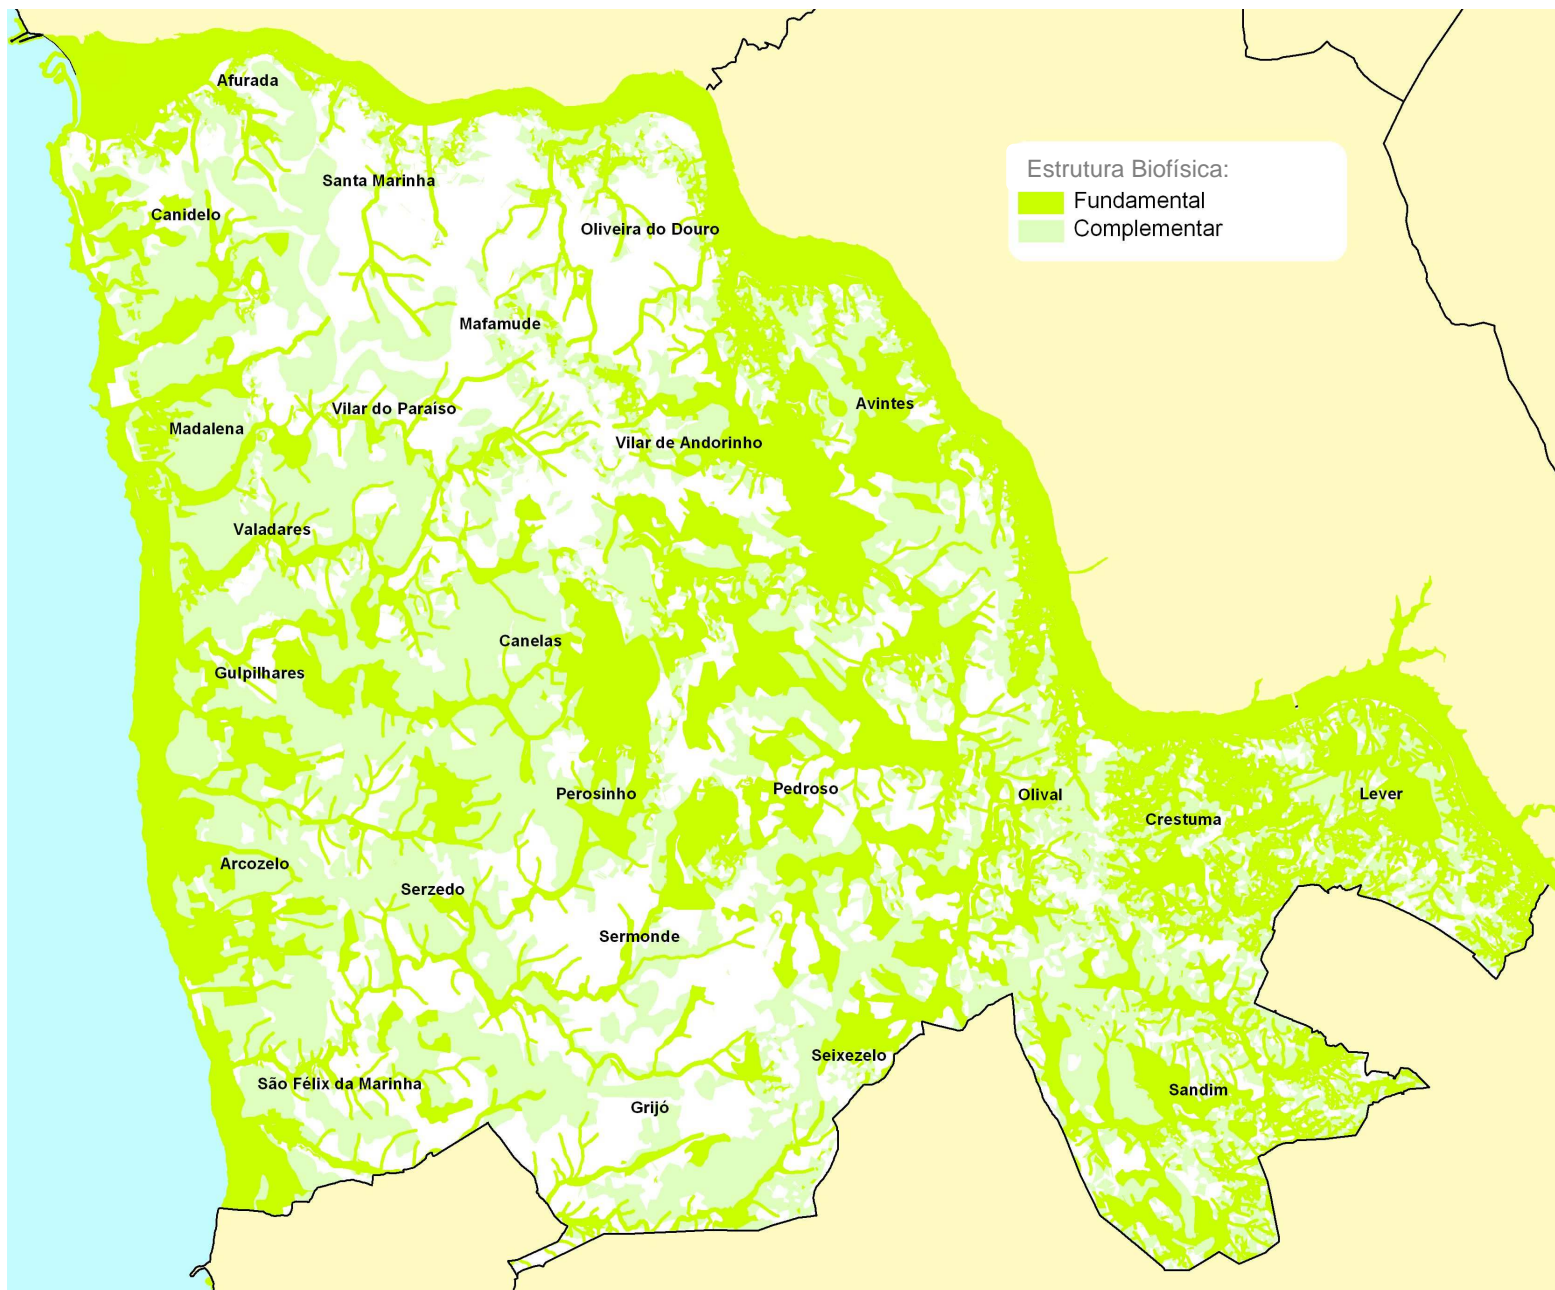 Afurada
Estrutura Biofísica:
Fundamental
Complementar
Santa Marinha
Canidelo
Oliveira do Douro
Mafamude
Avintes
Vilar do Paraíso
Madalena
Vilar de Andorinho
Valadares
Canelas
Gulpilhares
Pedroso
Perosinho
Olival
Lever
Crestuma
Arcozelo
Serzedo
Sermonde
Seixezelo
São Félix da Marinha
Sandim
Grijó